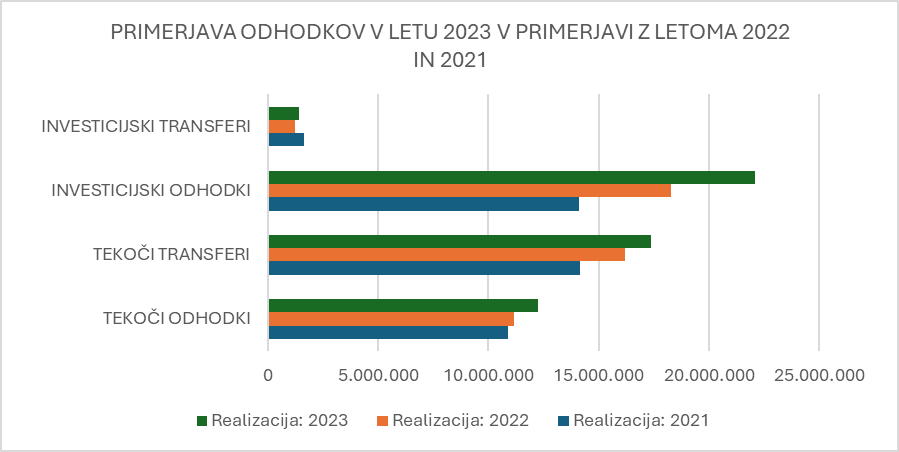 PRIMERJAVA ODHODKOV V LETU 2023 V PRIMERJAVI Z LETOMA 2022
IN 2021
INVESTICIJSKI TRANSFERI
INVESTICIJSKI ODHODKI
TEKOČI TRANSFERI
TEKOČI ODHODKI
0 5.000.000 10.000.000 15.000.000 20.000.000 25.000.000
Realizacija: 2023 Realizacija: 2022 Realizacija: 2021